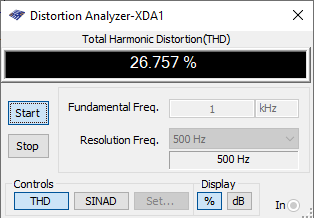 Distortion Analyzer-XDA1
Total Harmonic Distortion(THD)
26.757 %
Start
Fundamental Freq.
1
kHz
Stop
Resolution Freq.
500 Hz
500 Hz
Controls
Display
THD
SINAD
Set...
%
dB
In